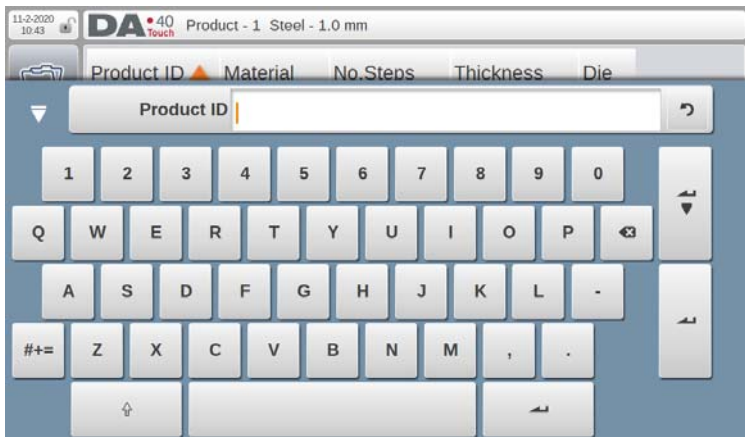 11-2-2020
10:43
DA 40 Touch Product - 1 Steel - 1.0 mm
Product ID Material No.Steps Thickness Die
Product ID
1 2 3 4 5 6 7 8 9 0
Q W E R T Y U I O P
A S D F G H J K L -
#+= Z X C V B N M , .